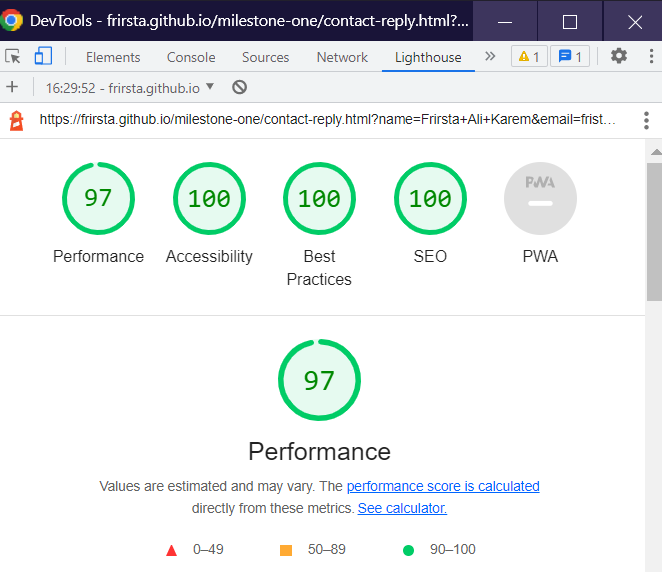 DevTools - frirsta.github.io/milestone-one/contact-reply.html?...
Elements Console Sources Network Lighthouse » 1 1
+ 16:29:52 - frirsta.github.io
https://frirsta.github.io/milestone-one/contact-reply.html?name=Frirsta+Ali+Karem&email=frist...
97 100 100 100 PWA
Performance Accessibility Best Practices SEO PWA
97
Performance
Values are estimated and may vary. The performance score is calculated
directly from these metrics. See calculator.
0–49 50–89 90–100